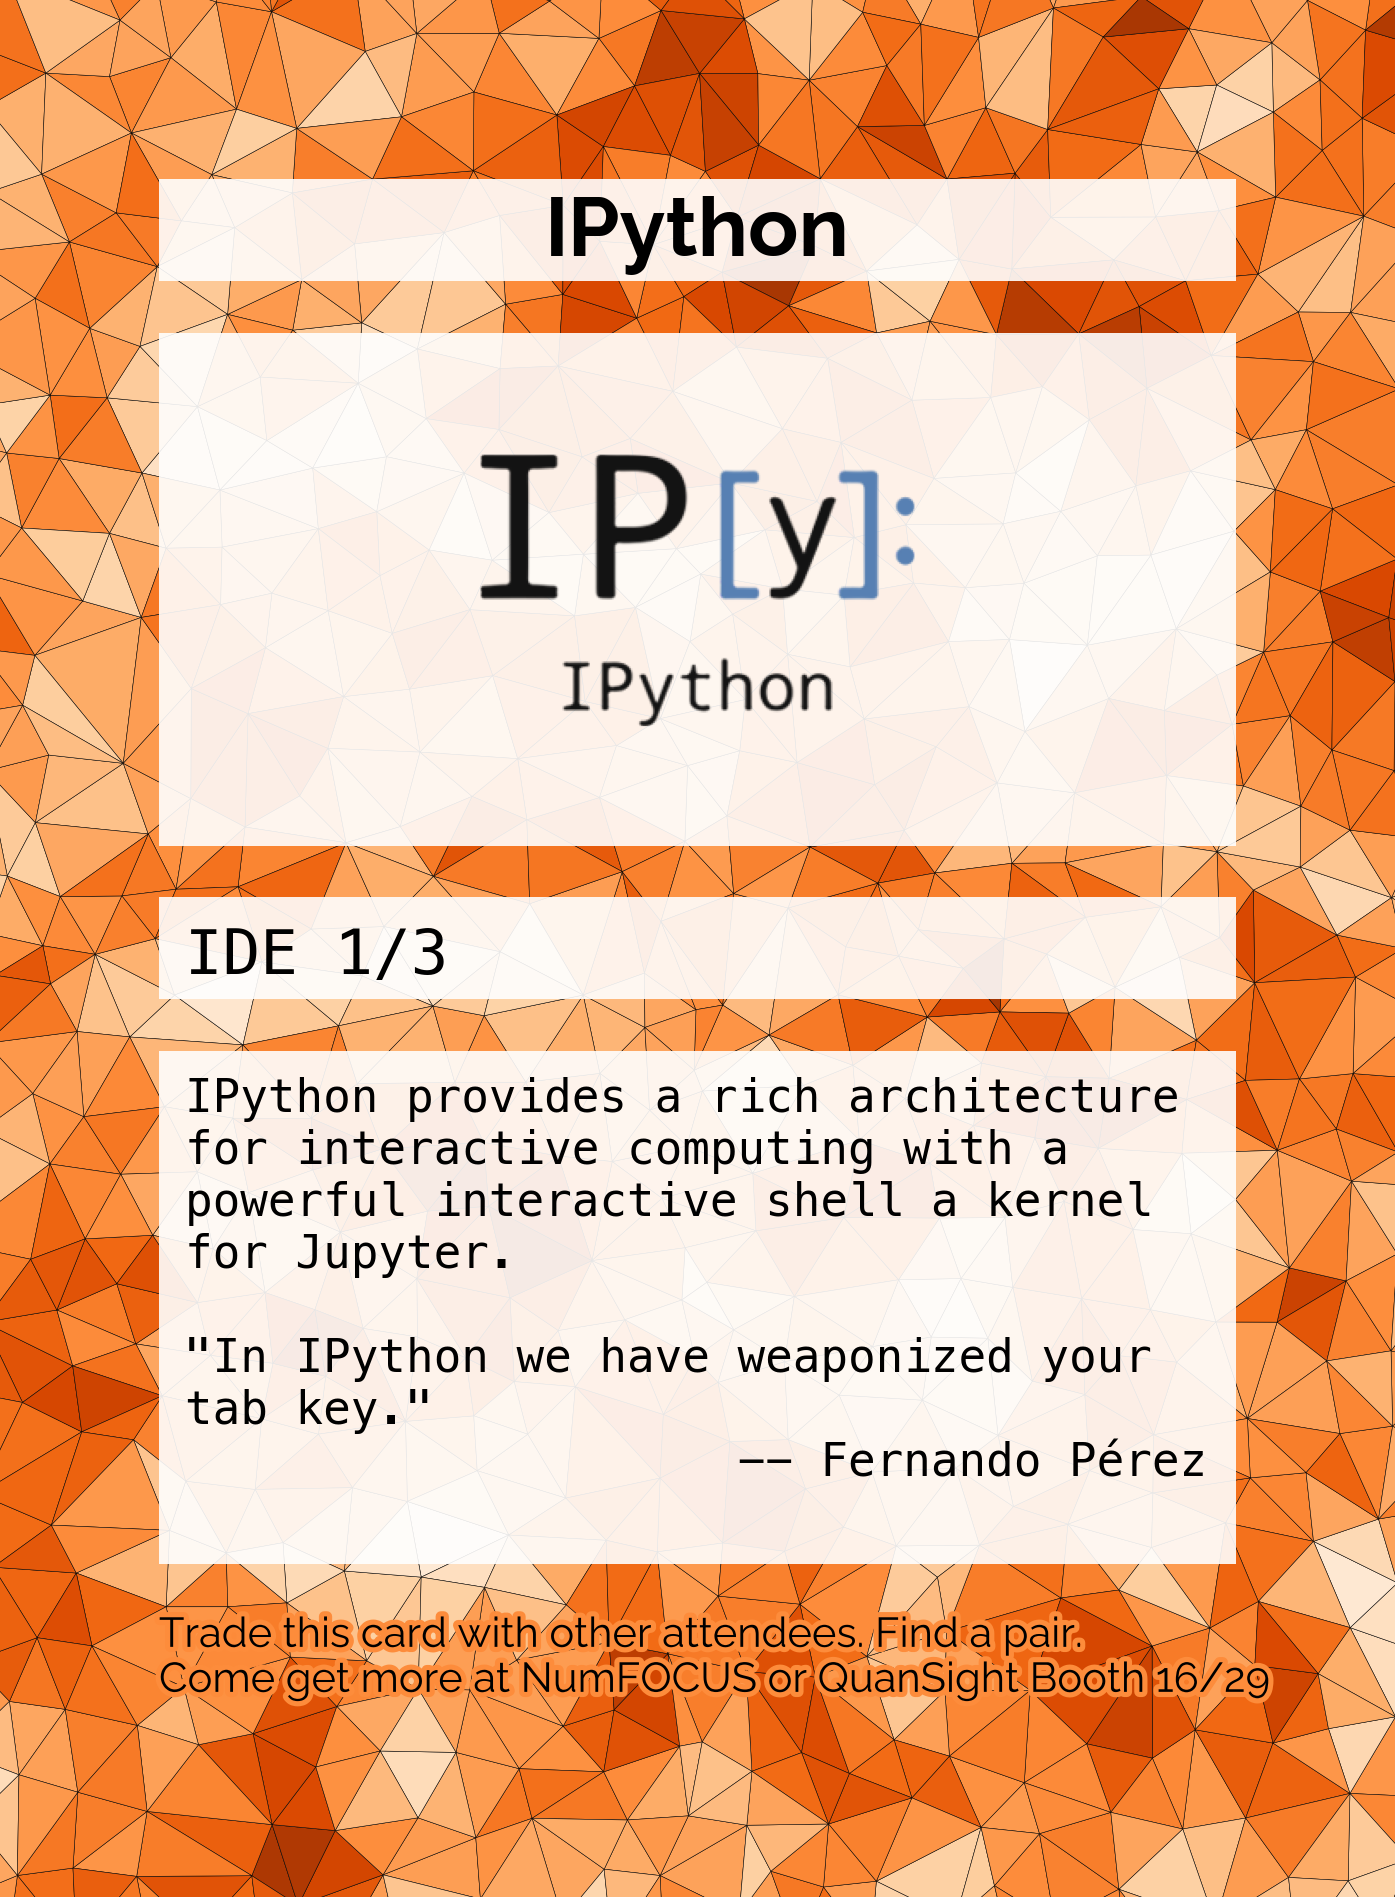 IPython
IP[y]:
IPython
IDE 1/3
IPython provides a rich architecture
for interactive computing with a
powerful interactive shell a kernel
for Jupyter.
"In IPython we have weaponized your
tab key."
—— Fernando Pérez
Trade this card with other attendees. Find a pair.
Come get more at NumFOCUS or QuanSight Booth 16/29